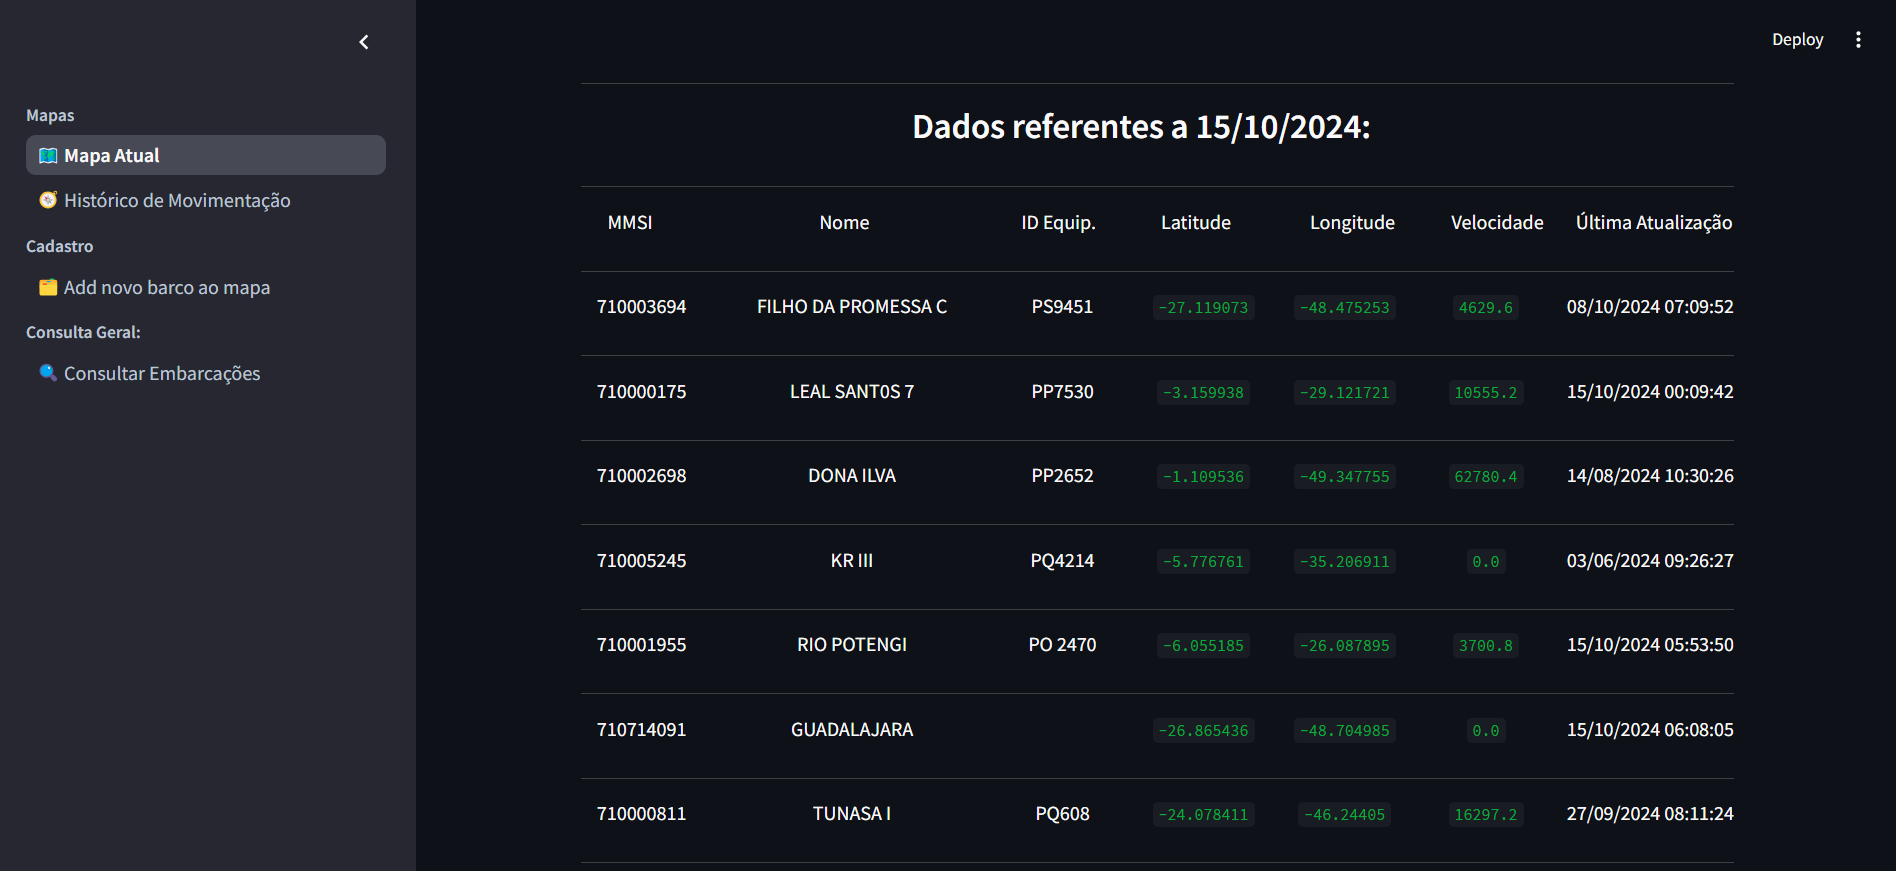 Deploy
Mapas
Mapa Atual
Histórico de Movimentação
Cadastro
Add novo barco ao mapa
Consulta Geral:
Consultar Embarcações
Dados referentes a 15/10/2024:
MMSI Nome ID Equip. Latitude Longitude Velocidade Última Atualização
710003694 FILHO DA PROMESSA C PS9451 -27.119073 -48.475253 4629.6 08/10/2024 07:09:52
710000175 LEAL SANT0S 7 PP7530 -3.159938 -29.121721 10555.2 15/10/2024 00:09:42
710002698 DONA ILVA PP2652 -1.109536 -49.347755 62780.4 14/08/2024 10:30:26
710005245 KR III PQ4214 -5.776761 -35.206911 0.0 03/06/2024 09:26:27
710001955 RIO POTENGI PO 2470 -6.055185 -26.087895 3700.8 15/10/2024 05:53:50
710714091 GUADALAJARA -26.865436 -48.704985 0.0 15/10/2024 06:08:05
710000811 TUNASA I PQ608 -24.078411 -46.24405 16297.2 27/09/2024 08:11:24